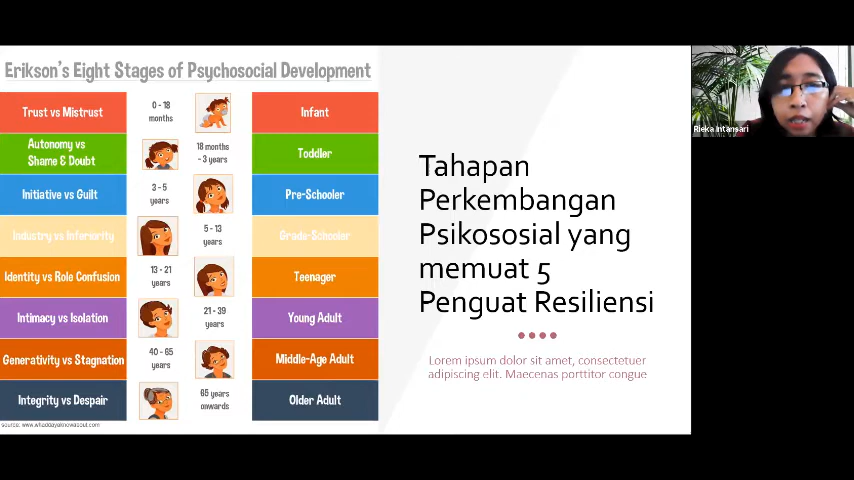 Erikson's Eight Stages of Psychosocial Development
Trust vs Mistrust
0 - 18
months
Infant
Autonomy vs
Shame & Doubt
18 months
- 3 years
Toddler
Initiative vs Guilt
3 - 5
years
Pre-Schooler
Industry vs Inferiority
5 - 13
years
Grade-Schooler
Identity vs Role Confusion
13 - 21
years
Teenager
Intimacy vs Isolation
21 - 39
years
Young Adult
Generativity vs Stagnation
40 - 65
years
Middle-Age Adult
Integrity vs Despair
65 years
onwards
Older Adult
source: www.whaddayaknowabout.com
Tahapan
Perkembangan
Psikososial yang
memuat 5
Penguat Resiliensi
Lorem ipsum dolor sit amet, consectetuer
adipiscing elit. Maecenas porttitor congue
Rieka Intansari